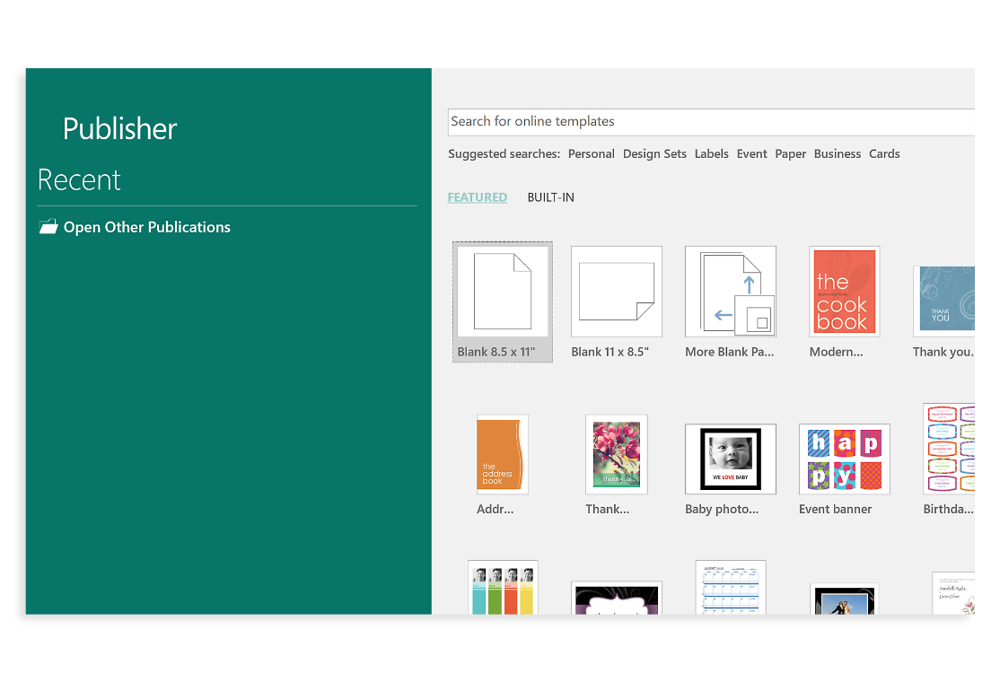 Publisher
Recent
Open Other Publications
Search for online templates
Suggested searches: Personal Design Sets Labels Event Paper Business Cards
FEATURED BUILT-IN
the
cook
book
THANK
YOU
Blank 8.5 x 11"
Blank 11 x 8.5"
More Blank Pa...
Modern...
Thank you.
the
address
book
thank you
WE LOVE BABY
h a p
p y
Addr...
Thank...
Baby photo...
Event banner
Birthda...
AUGUST